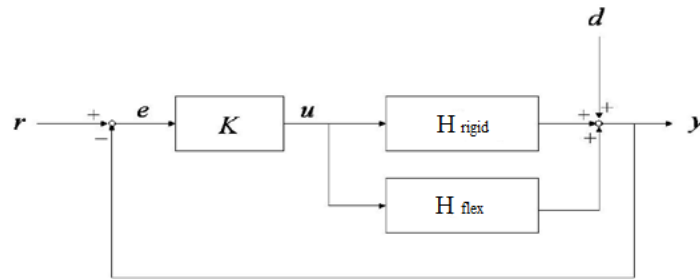 d
+
r + e K u H rigid + y
− +
H flex